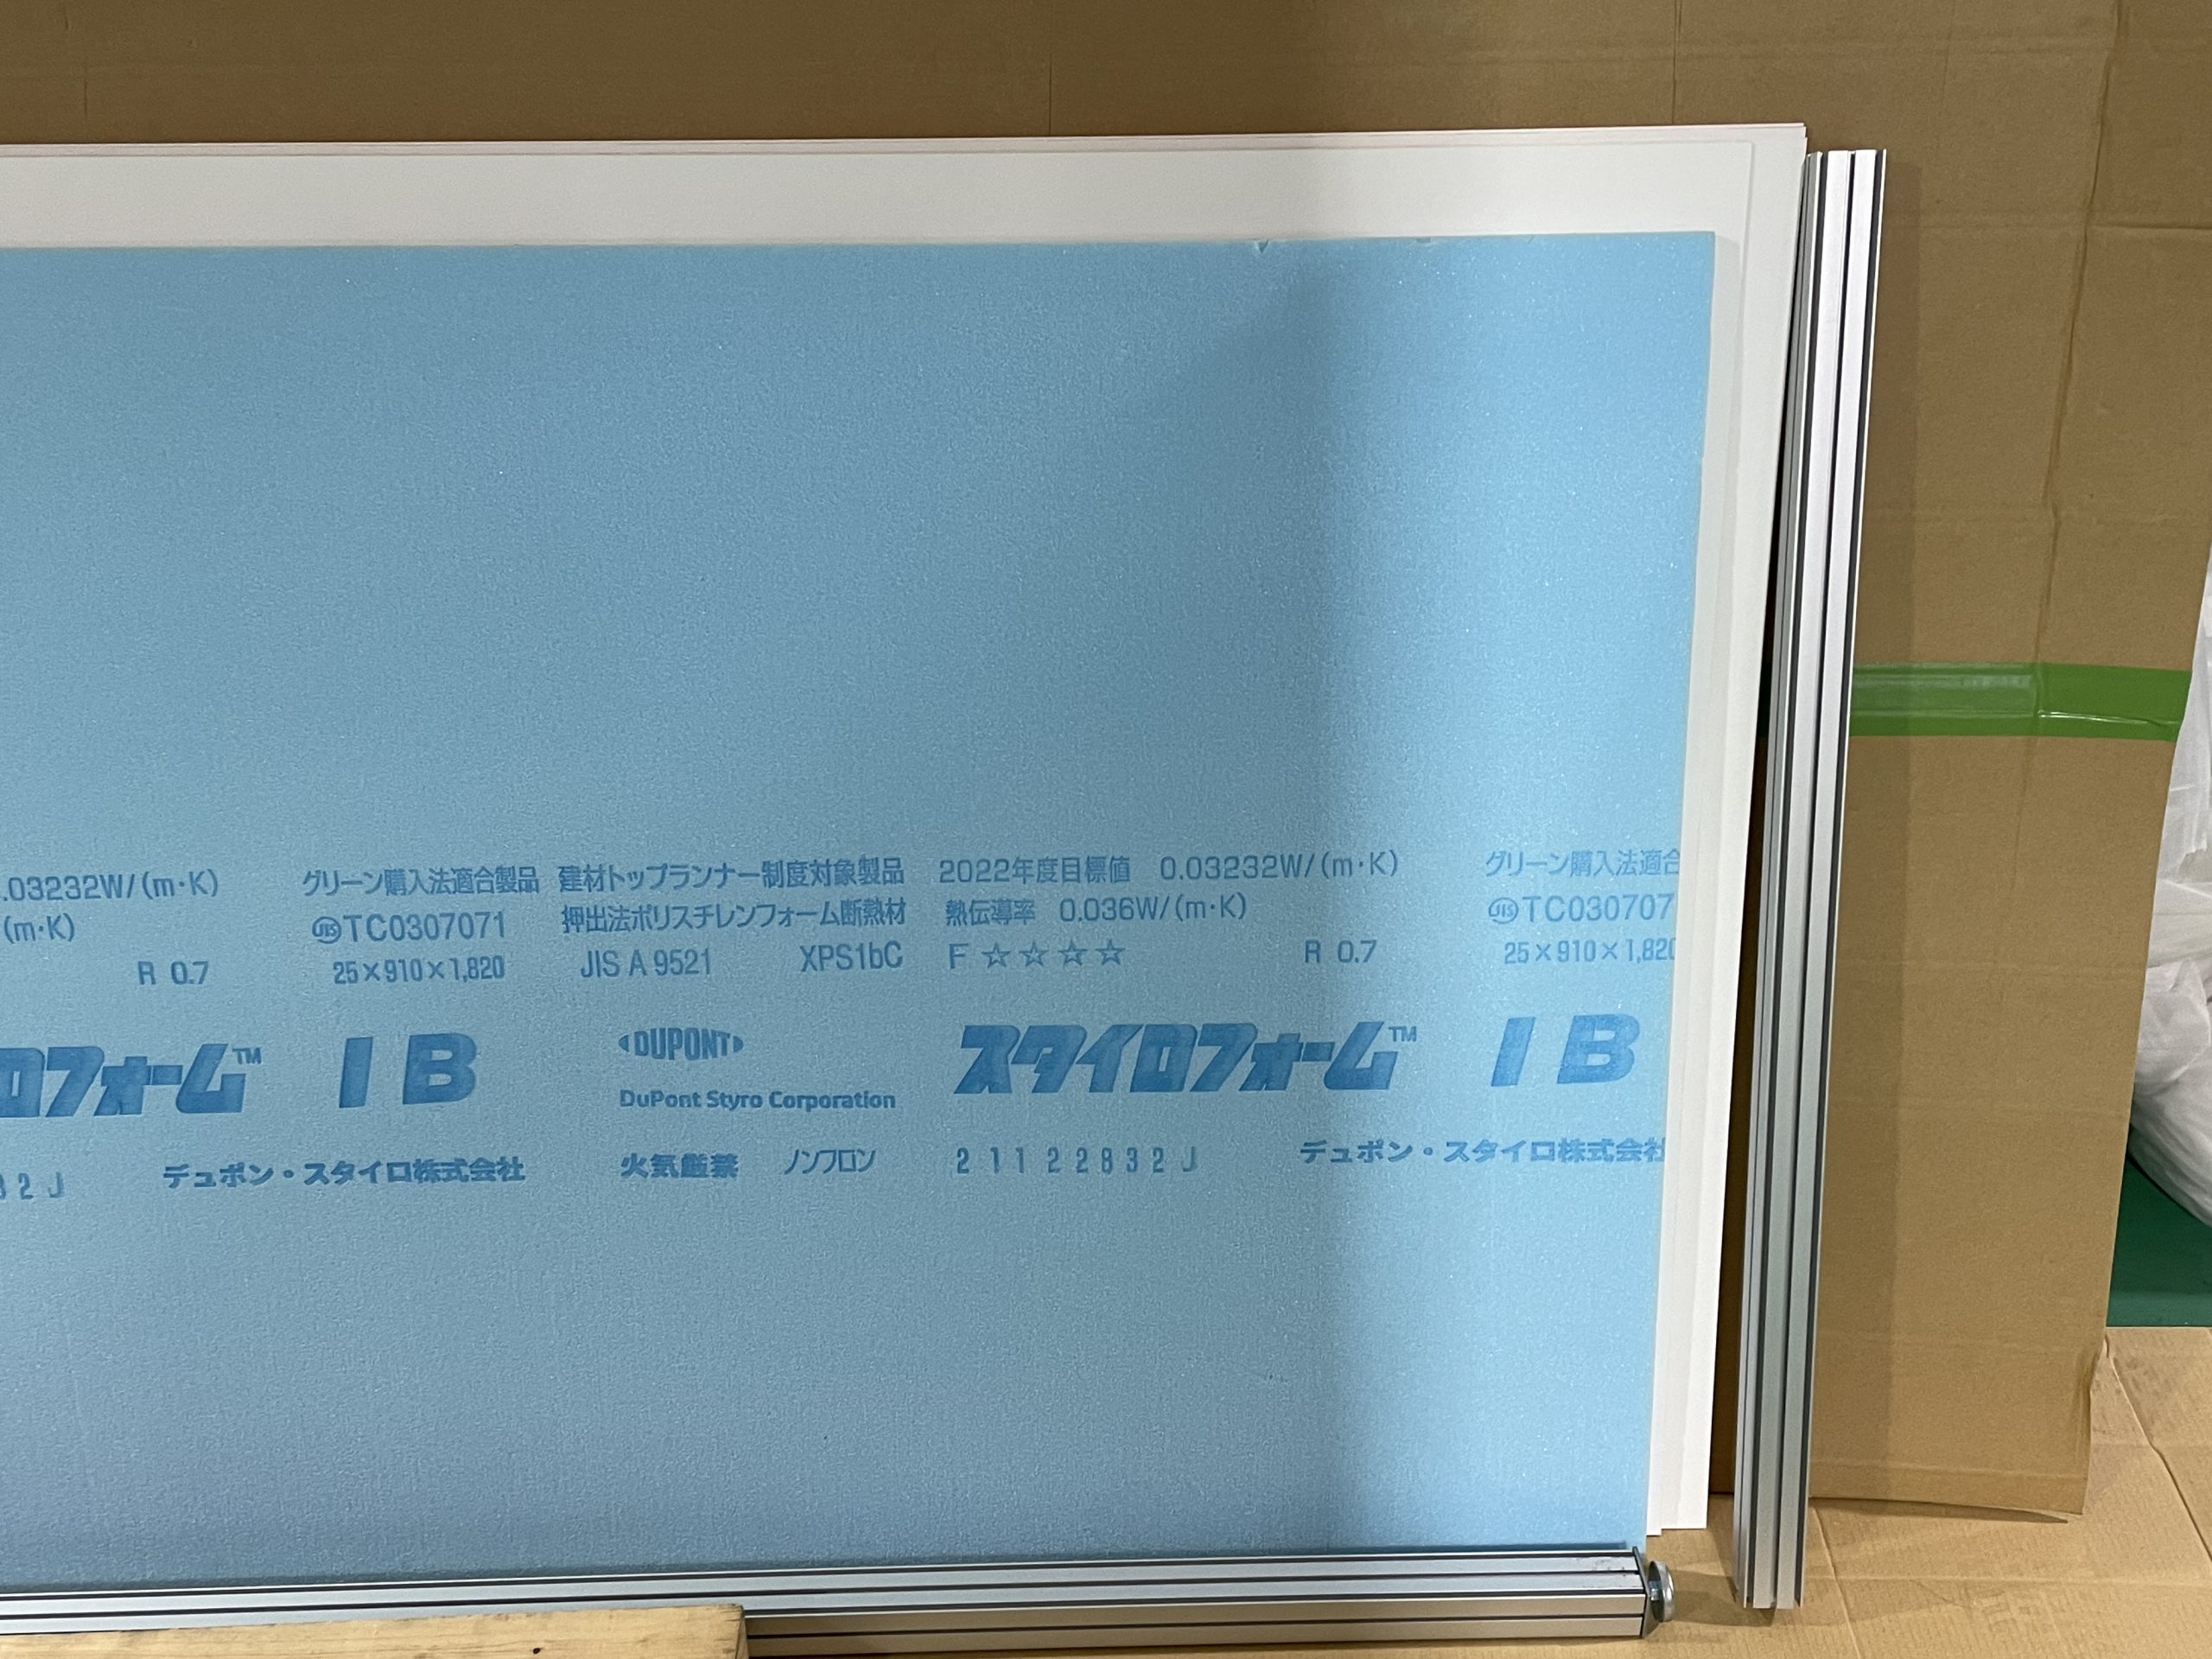 .03232W/(m·K) グリーン購入法適合製品 建材トップランナー制度対象製品 2022年度目標値 0.03232W/(m·K) グリーン購入法適合
(m·K) JIS TC0307071 押出法ポリスチレンフォーム断熱材 熱伝導率 0.036W/(m·K) JIS TC030707
R 0.7 25×910×1,820 JIS A 9521 XPS1bC F☆☆☆☆ R 0.7 25×910×1,820
ロフォーム™ IB DUPONT スタイロフォーム™ IB
DuPont Styro Corporation
32J デュポン・スタイロ株式会社 火気厳禁 ノンフロン 21122832J デュポン・スタイロ株式会社